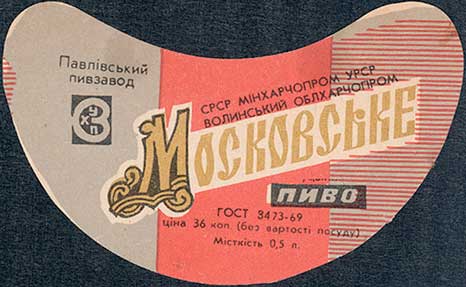 Павлівський
пивзавод
УХП
СРСР МІНХАРЧОПРОМ УРСР
ВОЛИНСЬКИЙ ОБЛХАРЧОПРОМ
Московське
ПИВО
ГОСТ 3473-69
ціна 36 коп. (без вартості посуду)
Місткість 0,5 л.